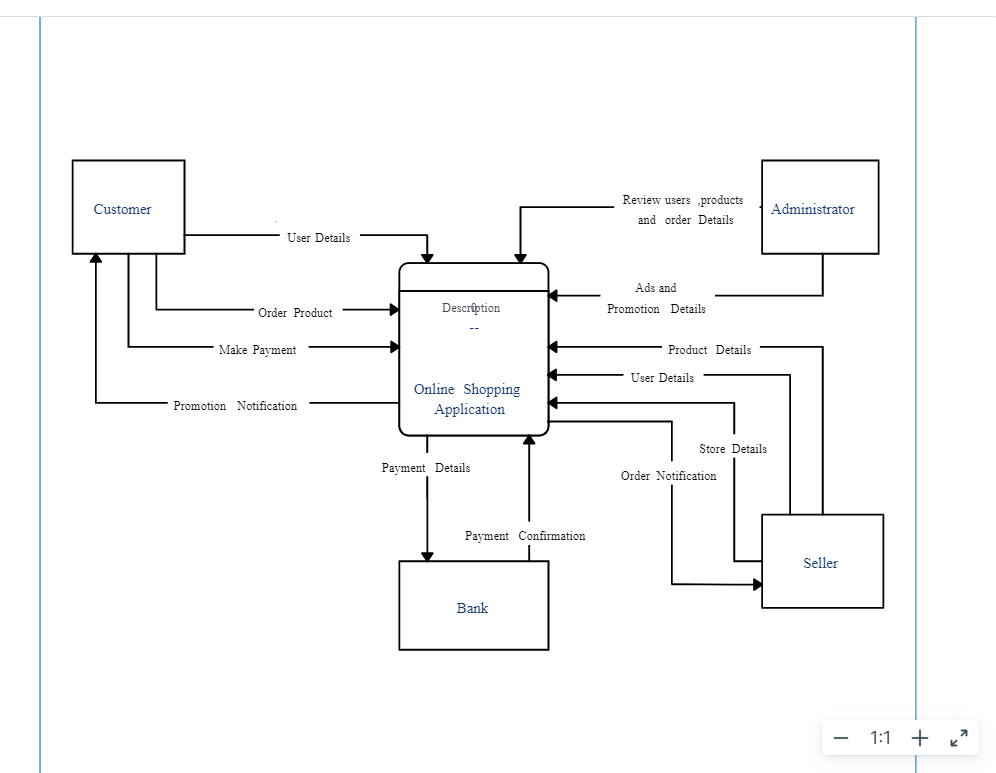 Customer
Administrator
Review users ,products
and order Details
User Details
Ads and
Promotion Details
Description
0
--
Order Product
Make Payment
Product Details
User Details
Online Shopping
Application
Promotion Notification
Store Details
Payment Details
Order Notification
Payment Confirmation
Seller
Bank
1:1